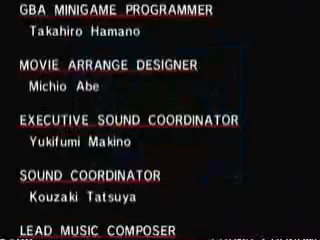 GBA MINIGAME PROGRAMMER
Takahiro Hamano
MOVIE ARRANGE DESIGNER
Michio Abe
EXECUTIVE SOUND COORDINATOR
Yukifumi Makino
SOUND COORDINATOR
Kouzaki Tatsuya
LEAD MUSIC COMPOSER